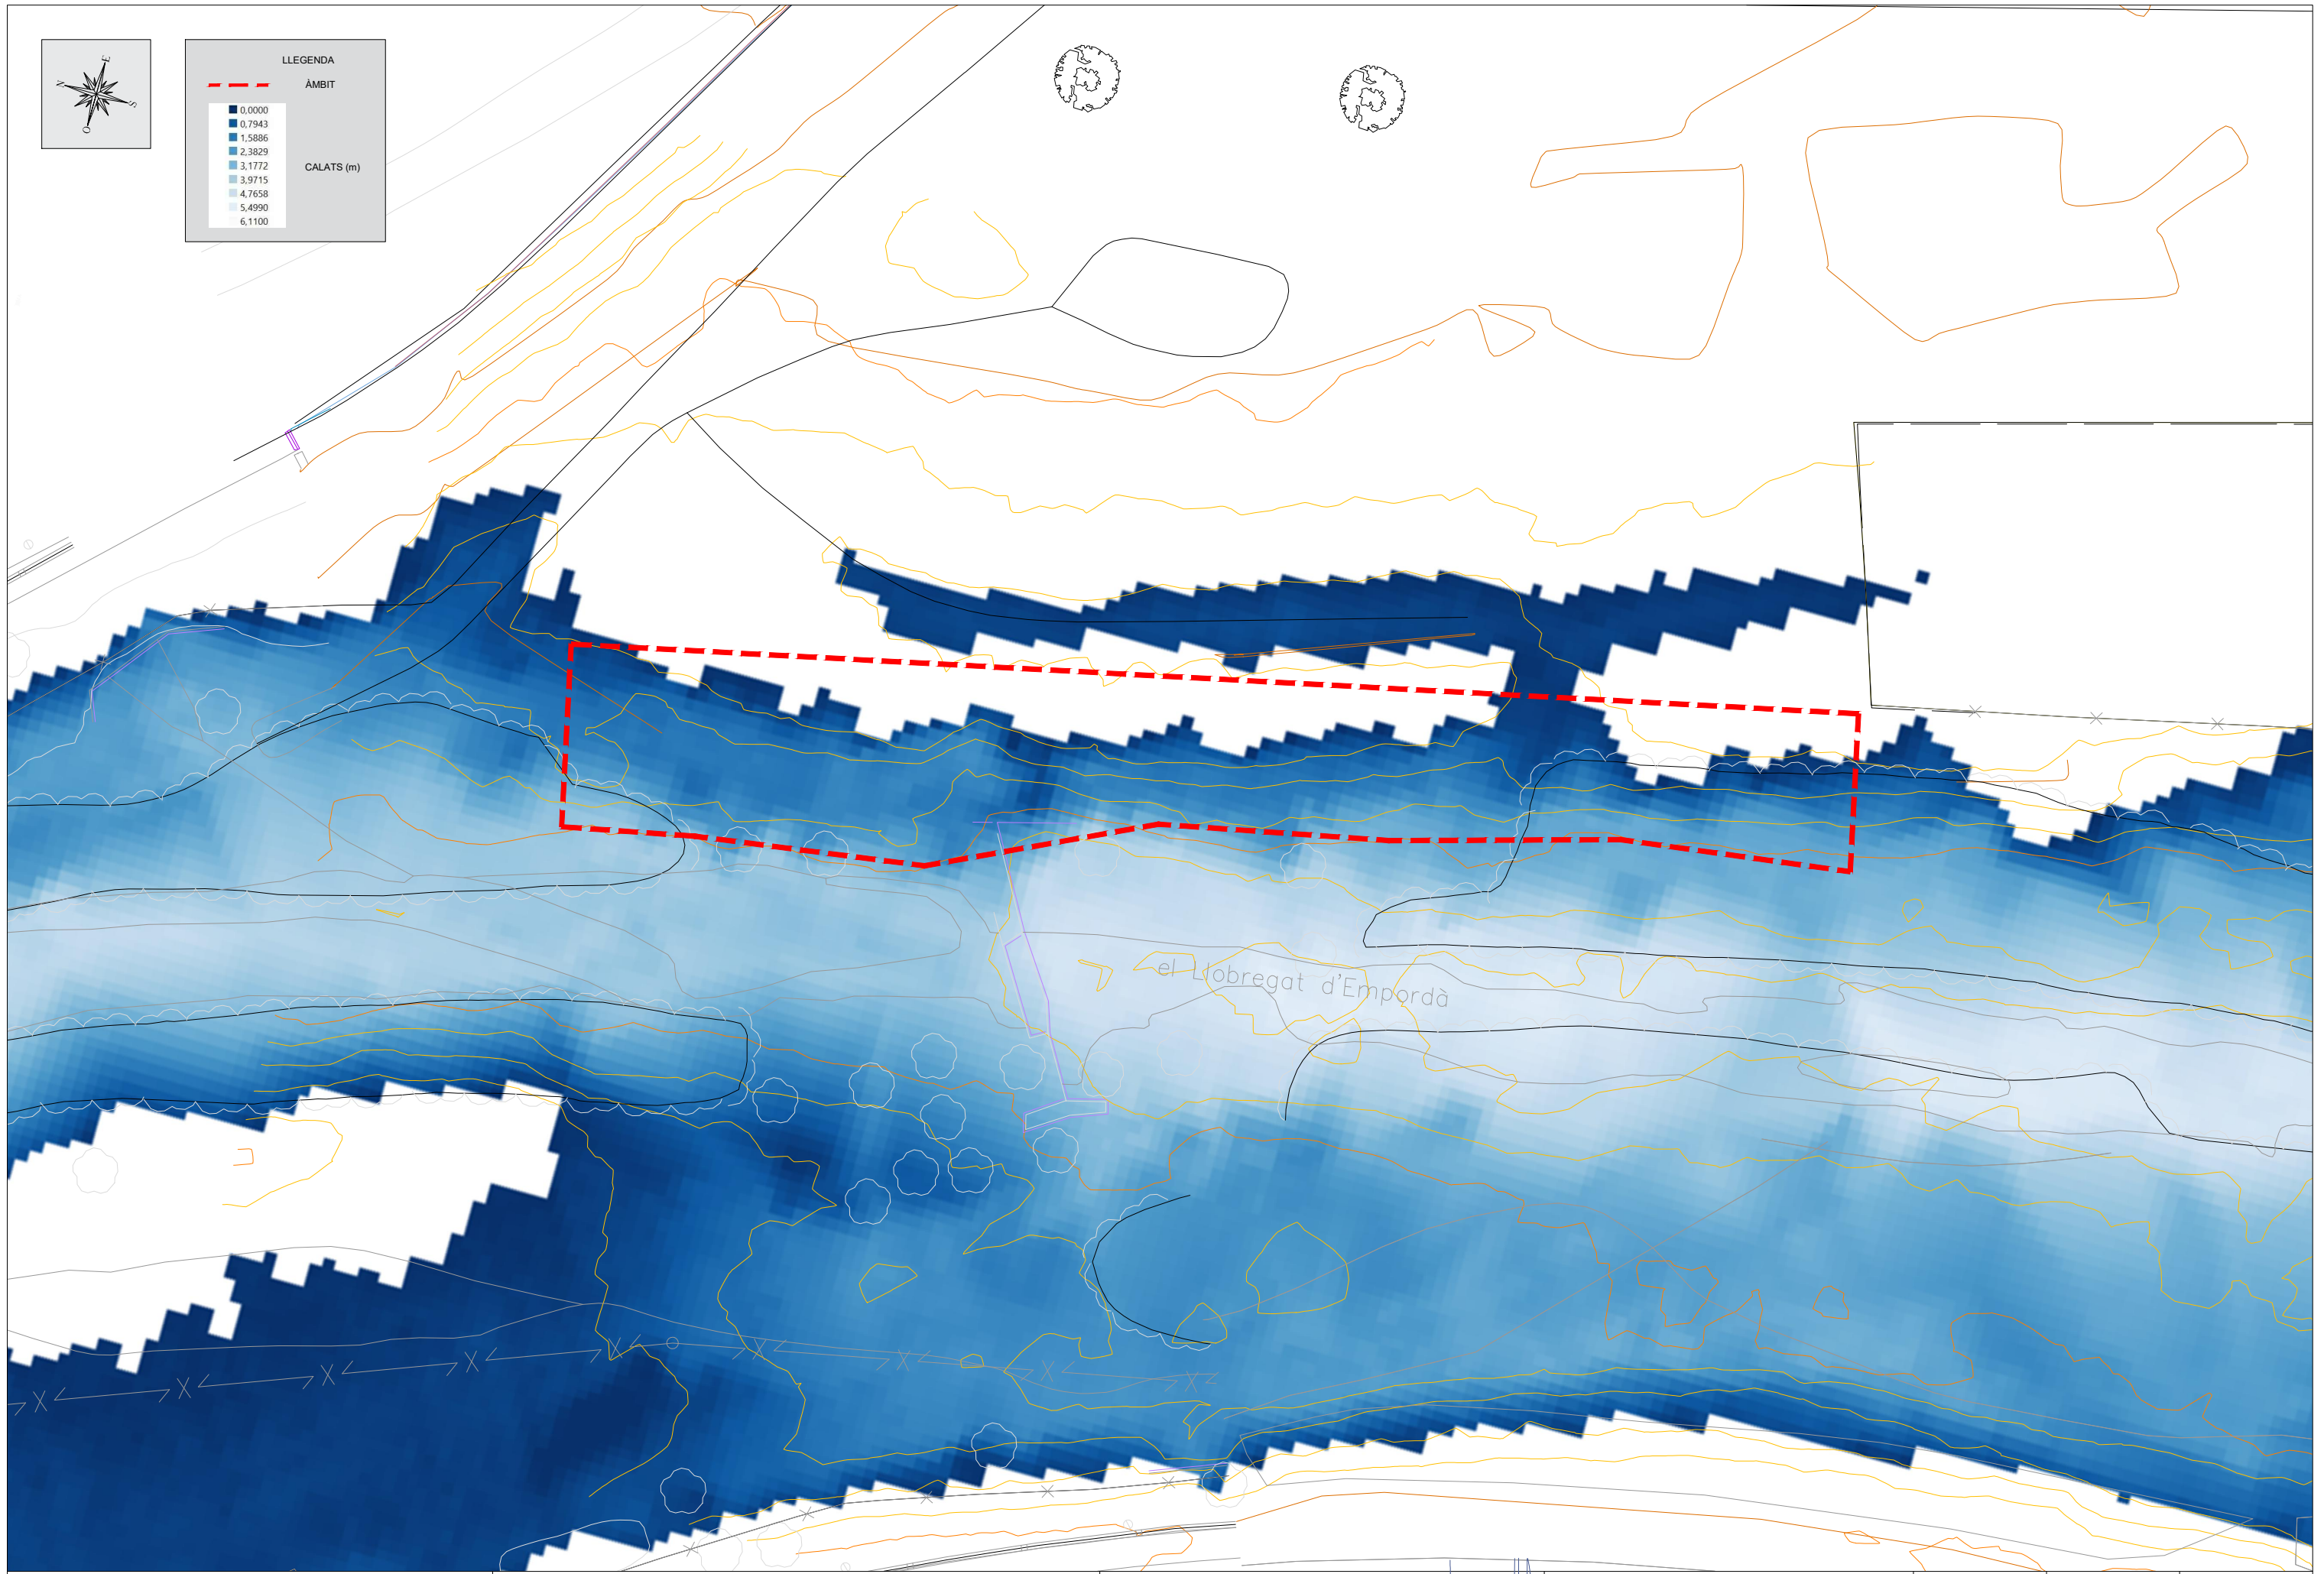 N
E
S
O
LLEGENDA
ÀMBIT
0,0000
0,7943
1,5886
2,3829
3,1772
CALATS (m)
3,9715
4,7658
5,4990
6,1100
el Llobregat d'Empordà